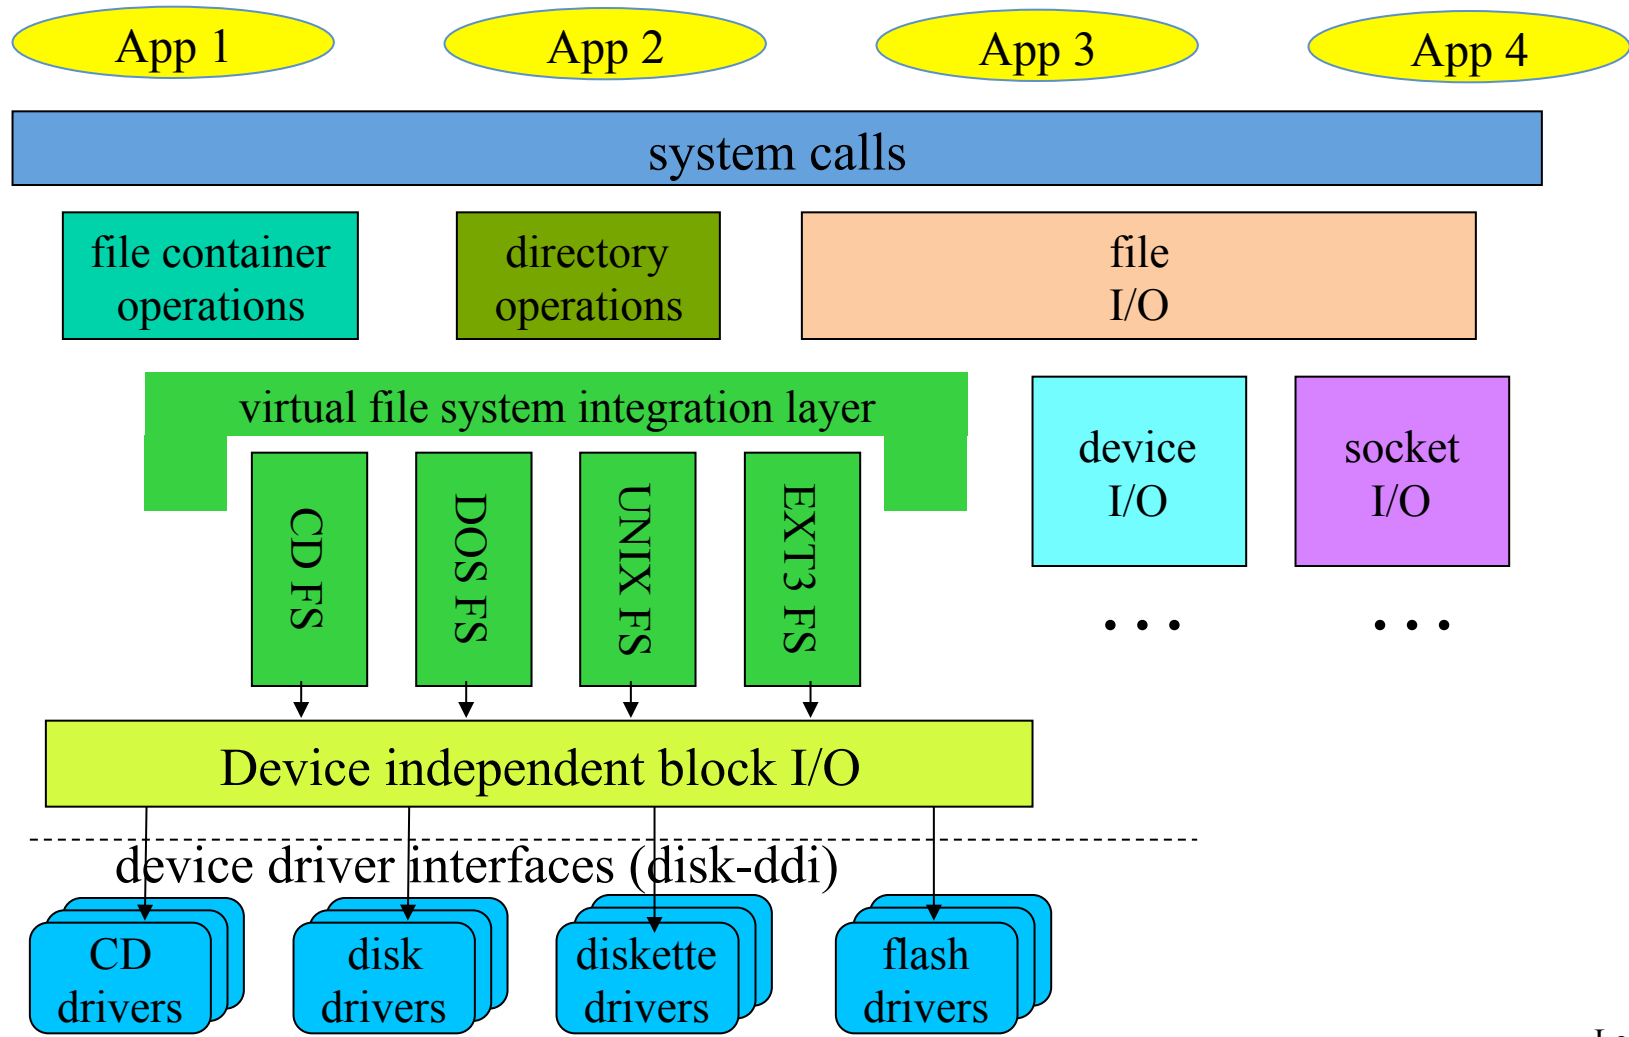 App 1
App 2
App 3
App 4
system calls
file container
operations
directory
operations
file
I/O
virtual file system integration layer
device
I/O
socket
I/O
CD FS
DOS FS
UNIX FS
EXT3 FS
. . .
. . .
Device independent block I/O
device driver interfaces (disk-ddi)
CD
drivers
disk
drivers
diskette
drivers
flash
drivers